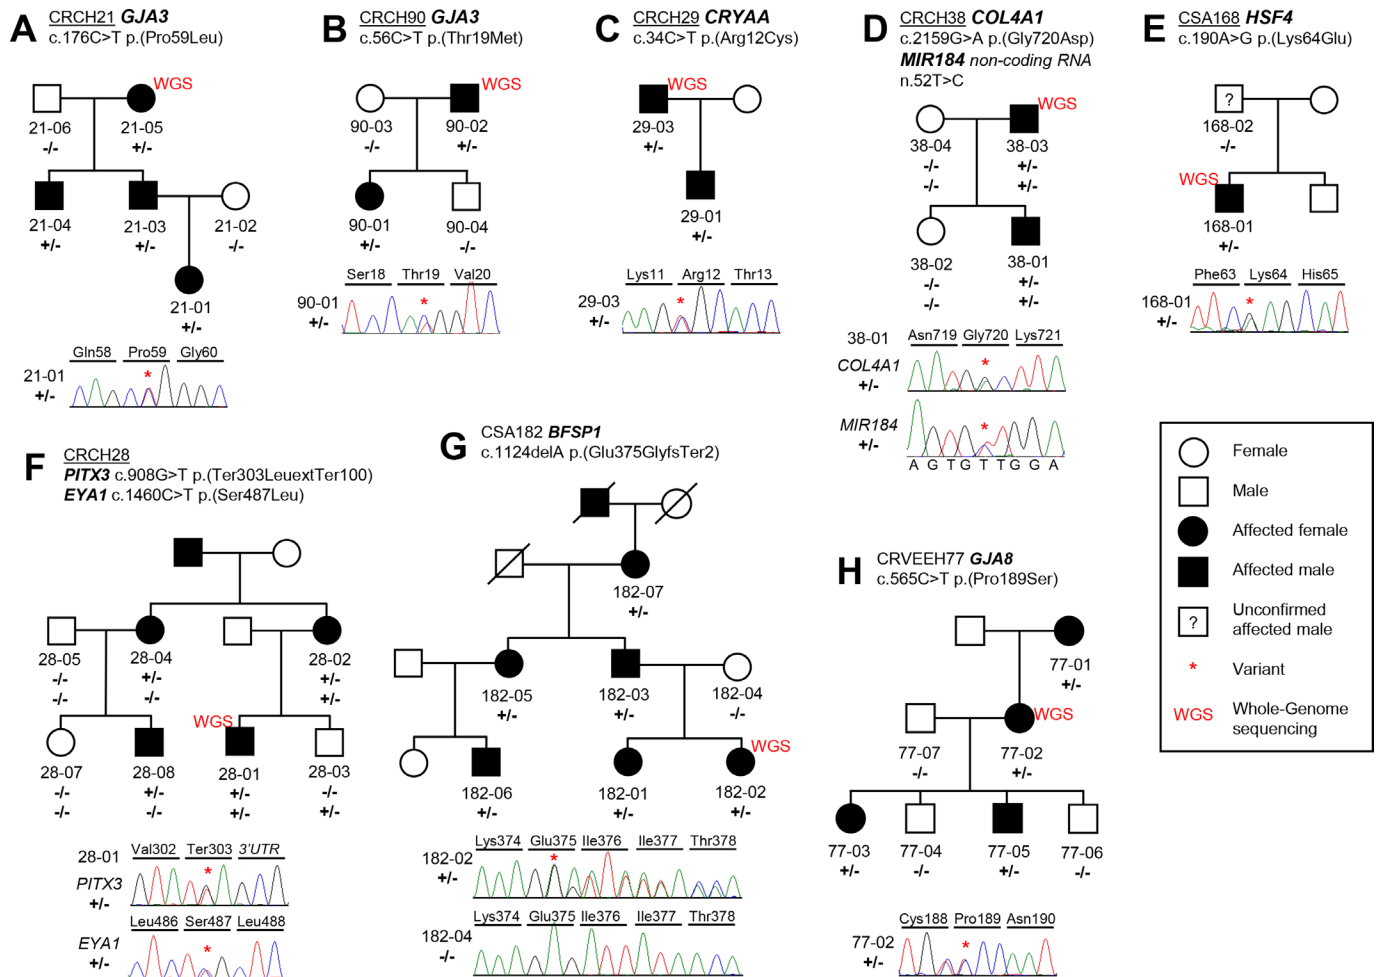 A
CRCH21 GJA3
c.176C>T p.(Pro59Leu)
WGS
21-06
-/-
21-05
+/-
21-04
+/-
21-03
+/-
21-02
-/-
21-01
+/-
Gln58 Pro59 Gly60
*
21-01
+/-
B
CRCH90 GJA3
c.56C>T p.(Thr19Met)
WGS
90-03
-/-
90-02
+/-
90-01
+/-
90-04
-/-
Ser18 Thr19 Val20
*
90-01
+/-
C
CRCH29 CRYAA
c.34C>T p.(Arg12Cys)
WGS
29-03
+/-
29-01
+/-
Lys11 Arg12 Thr13
*
29-03
+/-
D
CRCH38 COL4A1
c.2159G>A p.(Gly720Asp)
MIR184 non-coding RNA
n.52T>C
WGS
38-04
-/-
-/-
38-03
+/-
+/-
38-02
-/-
-/-
38-01
+/-
+/-
38-01
Asn719 Gly720 Lys721
*
COL4A1
+/-
*
MIR184
+/-
A G T G T T G G A
E
CSA168 HSF4
c.190A>G p.(Lys64Glu)
?
168-02
-/-
WGS
168-01
+/-
Phe63 Lys64 His65
*
168-01
+/-
F
CRCH28
PITX3 c.908G>T p.(Ter303LeuextTer100)
EYA1 c.1460C>T p.(Ser487Leu)
28-05
-/-
-/-
28-04
+/-
-/-
28-02
+/-
+/-
WGS
28-07
-/-
-/-
28-08
+/-
-/-
28-01
+/-
+/-
28-03
-/-
+/-
28-01
Val302 Ter303 3'UTR
*
PITX3
+/-
Leu486 Ser487 Leu488
*
EYA1
+/-
G
CSA182 BFSP1
c.1124delA p.(Glu375GlyfsTer2)
182-07
+/-
182-05
+/-
182-03
+/-
182-04
-/-
WGS
182-06
+/-
182-01
+/-
182-02
+/-
Lys374 Glu375 Ile376 Ile377 Thr378
*
182-02
+/-
Lys374 Glu375 Ile376 Ile377 Thr378
182-04
-/-
H
CRVEEH77 GJA8
c.565C>T p.(Pro189Ser)
77-01
+/-
WGS
77-07
-/-
77-02
+/-
77-03
+/-
77-04
-/-
77-05
+/-
77-06
-/-
Cys188 Pro189 Asn190
*
77-02
+/-
Female
Male
Affected female
Affected male
? Unconfirmed
affected male
* Variant
WGS Whole-Genome
sequencing